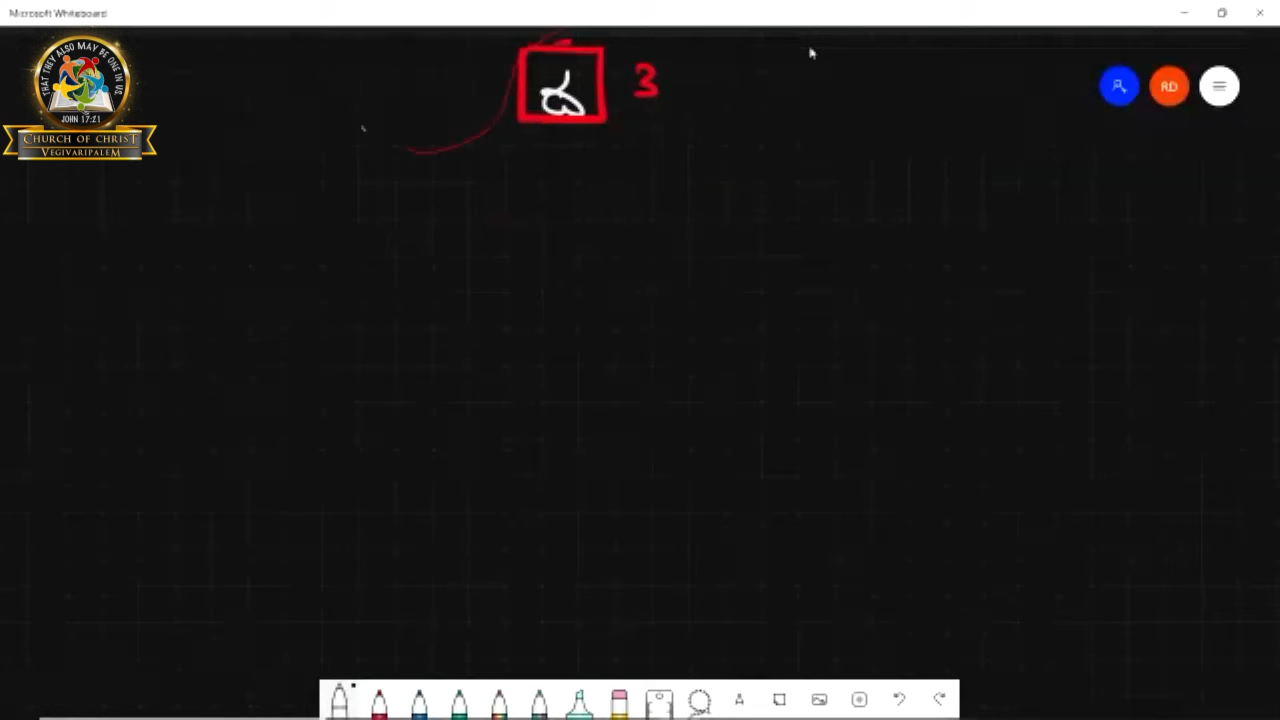 Microsoft Whiteboard
THAT THEY ALSO MAY BE ONE IN US
JOHN 17:21
CHURCH OF CHRIST
VEGIVARIPALEM
3
RD
A